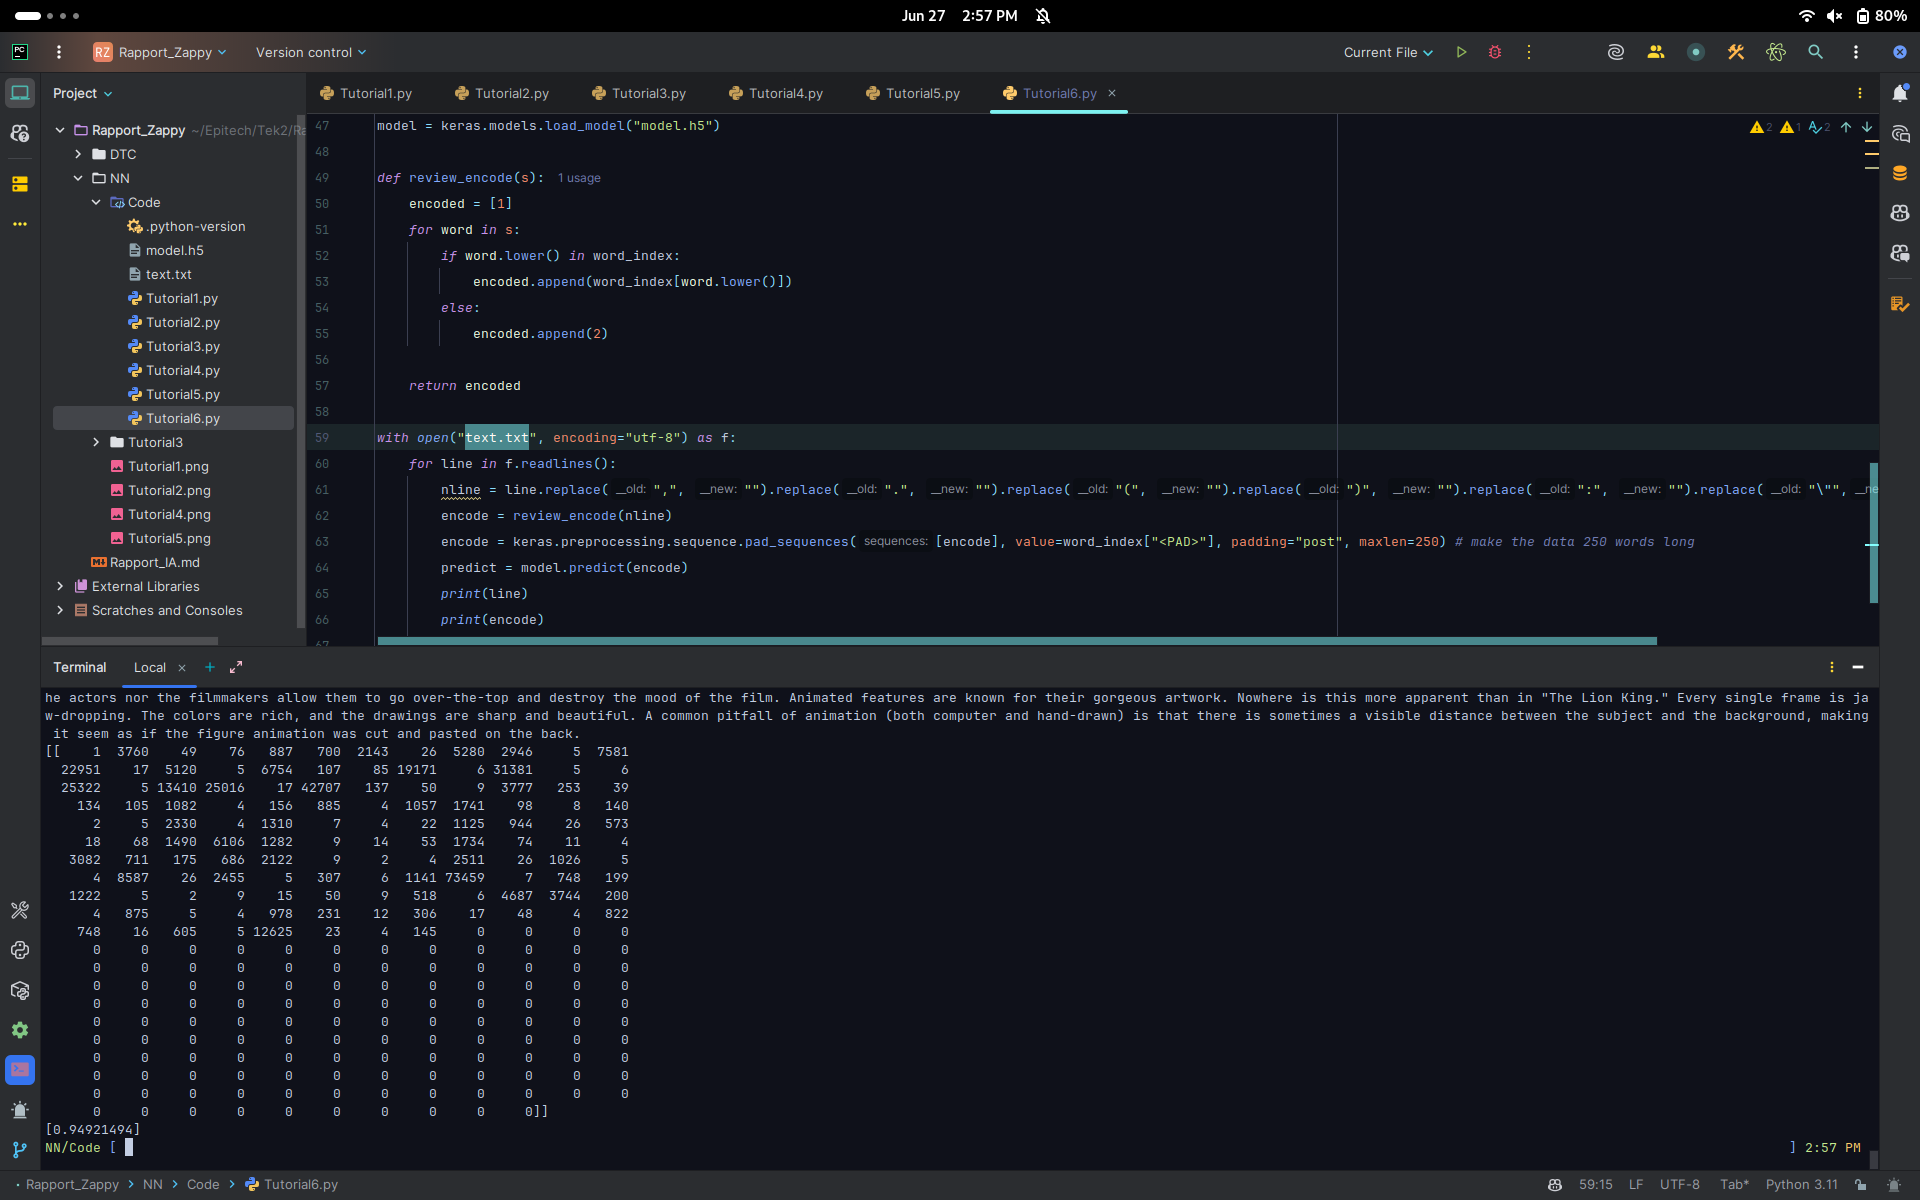 Jun 27 2:57 PM 80%
PC RZ Rapport_Zappy Version control Current File
Project
Tutorial1.py Tutorial2.py Tutorial3.py Tutorial4.py Tutorial5.py Tutorial6.py ×
Rapport_Zappy ~/Epitech/Tek2/Ra
DTC
NN
Code
.python-version
model.h5
text.txt
Tutorial1.py
Tutorial2.py
Tutorial3.py
Tutorial4.py
Tutorial5.py
Tutorial6.py
Tutorial3
Tutorial1.png
Tutorial2.png
Tutorial4.png
Tutorial5.png
Rapport_IA.md
External Libraries
Scratches and Consoles
2 1 2
47 model = keras.models.load_model("model.h5")
48
49 def review_encode(s): 1 usage
50 encoded = [1]
51 for word in s:
52 if word.lower() in word_index:
53 encoded.append(word_index[word.lower()])
54 else:
55 encoded.append(2)
56
57 return encoded
58
59 with open("text.txt", encoding="utf-8") as f:
60 for line in f.readlines():
61 nline = line.replace( __old: ",", __new: "").replace( __old: ".", __new: "").replace( __old: "(", __new: "").replace( __old: ")", __new: "").replace( __old: ":", __new: "").replace( __old: "\"", __ne
62 encode = review_encode(nline)
63 encode = keras.preprocessing.sequence.pad_sequences( sequences: [encode], value=word_index["<PAD>"], padding="post", maxlen=250) # make the data 250 words long
64 predict = model.predict(encode)
65 print(line)
66 print(encode)
Terminal Local × +
he actors nor the filmmakers allow them to go over-the-top and destroy the mood of the film. Animated features are known for their gorgeous artwork. Nowhere is this more apparent than in "The Lion King." Every single frame is ja
w-dropping. The colors are rich, and the drawings are sharp and beautiful. A common pitfall of animation (both computer and hand-drawn) is that there is sometimes a visible distance between the subject and the background, making
it seem as if the figure animation was cut and pasted on the back.
[[ 1 3760 49 76 887 700 2143 26 5280 2946 5 7581
22951 17 5120 5 6754 107 85 19171 6 31381 5 6
25322 5 13410 25016 17 42707 137 50 9 3777 253 39
134 105 1082 4 156 885 4 1057 1741 98 8 140
2 5 2330 4 1310 7 4 22 1125 944 26 573
18 68 1490 6106 1282 9 14 53 1734 74 11 4
3082 711 175 686 2122 9 2 4 2511 26 1026 5
4 8587 26 2455 5 307 6 1141 73459 7 748 199
1222 5 2 9 15 50 9 518 6 4687 3744 200
4 875 5 4 978 231 12 306 17 48 4 822
748 16 605 5 12625 23 4 145 0 0 0 0
0 0 0 0 0 0 0 0 0 0 0 0
0 0 0 0 0 0 0 0 0 0 0 0
0 0 0 0 0 0 0 0 0 0 0 0
0 0 0 0 0 0 0 0 0 0 0 0
0 0 0 0 0 0 0 0 0 0 0 0
0 0 0 0 0 0 0 0 0 0 0 0
0 0 0 0 0 0 0 0 0 0 0 0
0 0 0 0 0 0 0 0 0 0 0 0
0 0 0 0 0 0 0 0 0 0 0 0
0 0 0 0 0 0 0 0 0 0]]
[0.94921494]
NN/Code [ ] 2:57 PM
Rapport_Zappy > NN > Code > Tutorial6.py 59:15 LF UTF-8 Tab* Python 3.11